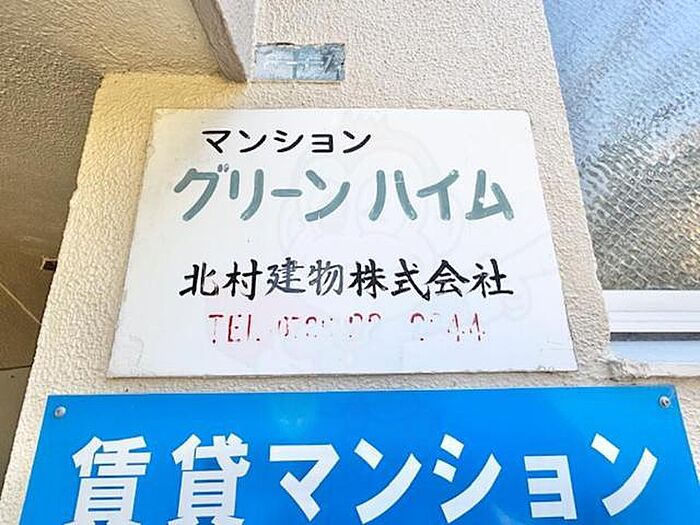 マンション
グリーンハイム
北村建物株式会社
TEL
賃貸マンション